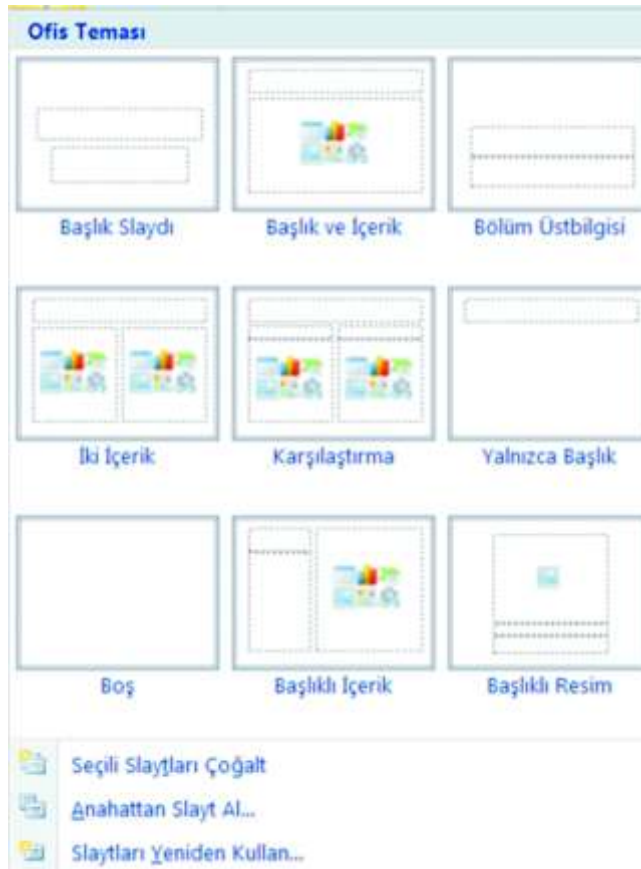 Ofis Teması
Başlık Slaydı
Başlık ve İçerik
Bölüm Üstbilgisi
İki İçerik
Karşılaştırma
Yalnızca Başlık
Boş
Başlıklı İçerik
Başlıklı Resim
Seçili Slaytları Çoğalt
Anahattan Slayt Al...
Slaytları Yeniden Kullan...